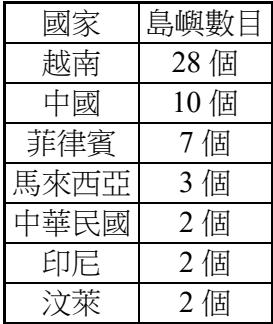 國家 島嶼數目
越南 28 個
中國 10 個
菲律賓 7 個
馬來西亞 3 個
中華民國 2 個
印尼 2 個
汶萊 2 個